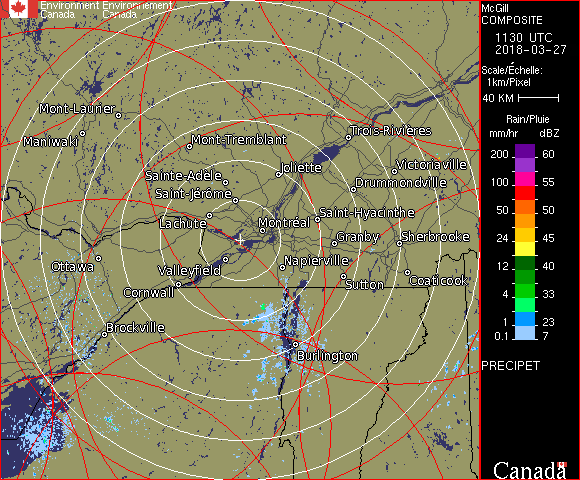 Environment Environnement
Canada Canada
McGill
COMPOSITE
1130 UTC
2018-03-27
Scale/Échelle:
1km/Pixel
40 KM
Rain/Pluie
mm/hr dBZ
200 60
100 55
50 50
24 45
12 40
4 33
1 23
0.1 7
PRECIPET
Canada
Mont-Laurier
Maniwaki
Mont-Tremblant
Trois-Rivières
Joliette
Victoriaville
Sainte-Adèle
Drummondville
Saint-Jérôme
Saint-Hyacinthe
Lachute
Montréal
Granby
Sherbrooke
Ottawa
Valleyfield
Napierville
Sutton
Coaticook
Cornwall
Brockville
Burlington